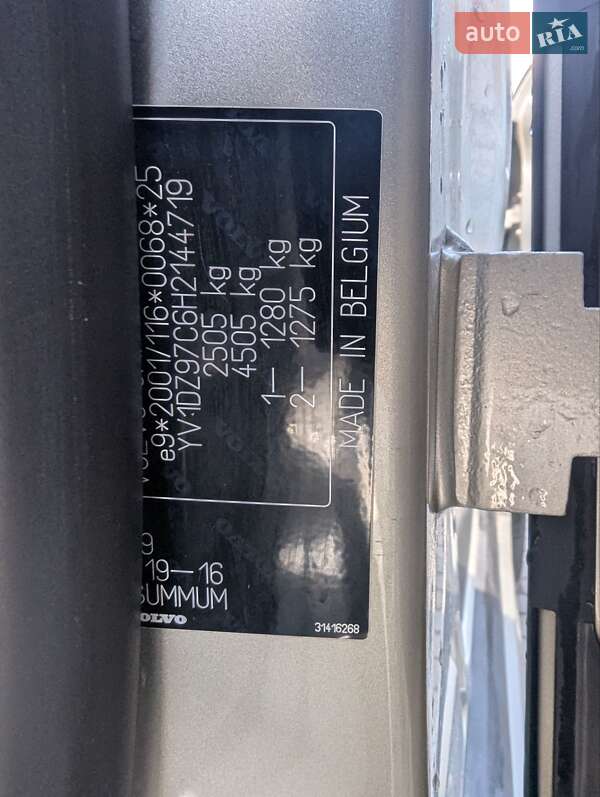 auto RIA.com
e9*2001/116*0068*25
YV1DZ97C6H2144719
2505 kg
4505 kg
1— 1280 kg
2— 1275 kg
MADE IN BELGIUM
19—16
SUMMUM
VOLVO
31416268